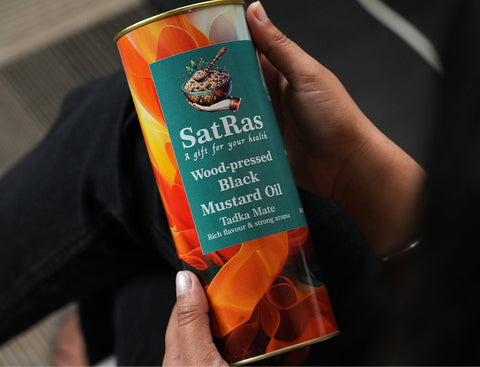 SatRas
A gift for your health
Wood-pressed
Black
Mustard Oil
Tadka Mate
Rich flavour & strong aroma